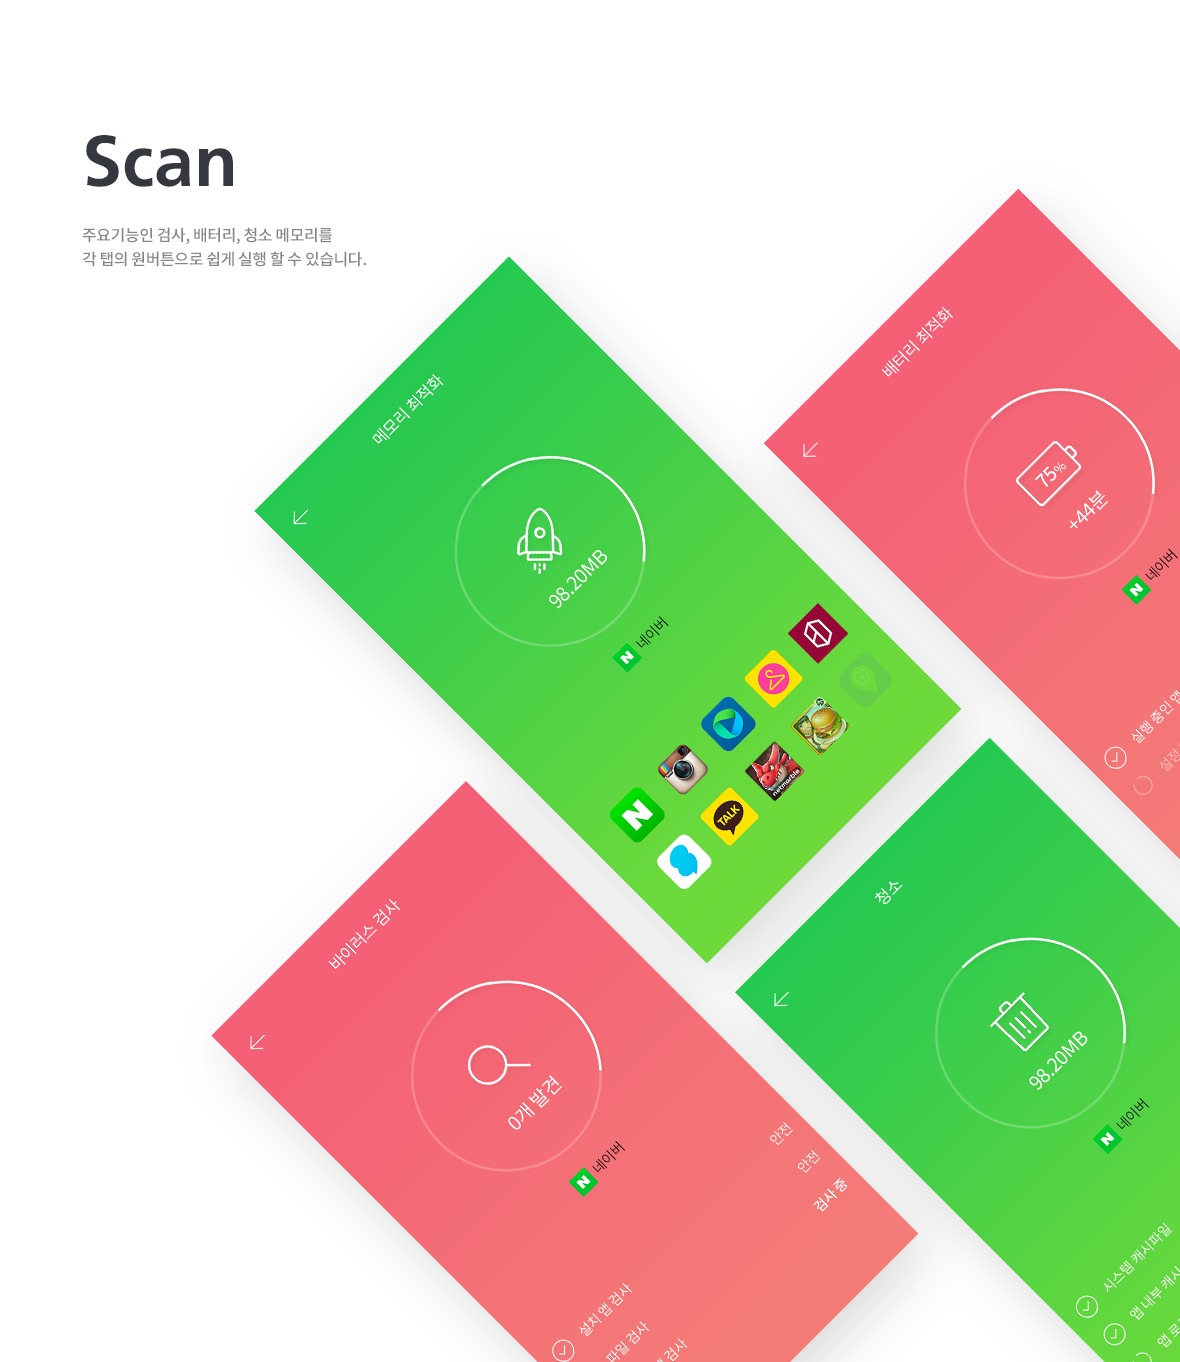 Scan
주요기능인 검사, 배터리, 청소 메모리를
각 탭의 원버튼으로 쉽게 실행 할 수 있습니다.
메모리 최적화
98.20MB
네이버
TALK
netmarble
배터리 최적화
75%
+44분
네이버
실행 중인 앱
설정
바이러스 검사
0개 발견
네이버
안전
안전
검사 중
설치 앱 검사
파일 검사
검사
청소
98.20MB
네이버
시스템 캐시파일
앱 내부 캐시
앱 로